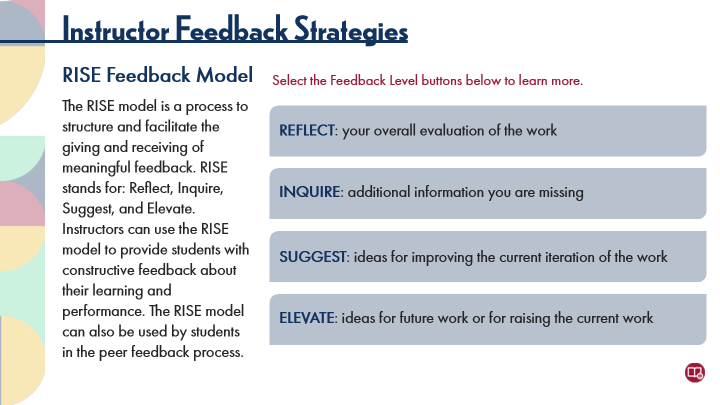 Instructor Feedback Strategies
RISE Feedback Model
The RISE model is a process to
structure and facilitate the
giving and receiving of
meaningful feedback. RISE
stands for: Reflect, Inquire,
Suggest, and Elevate.
Instructors can use the RISE
model to provide students with
constructive feedback about
their learning and
performance. The RISE model
can also be used by students
in the peer feedback process.
Select the Feedback Level buttons below to learn more.
REFLECT: your overall evaluation of the work
INQUIRE: additional information you are missing
SUGGEST: ideas for improving the current iteration of the work
ELEVATE: ideas for future work or for raising the current work